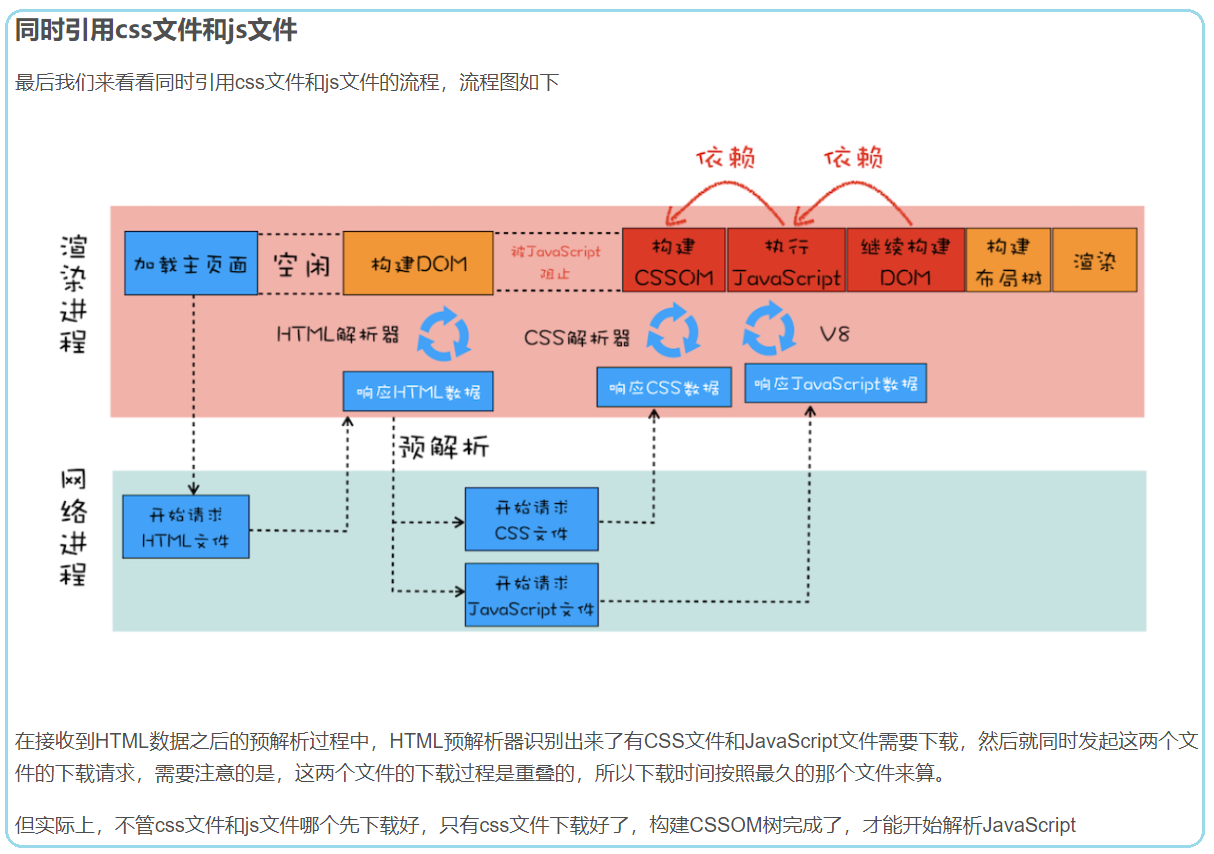 同时引用css文件和js文件
最后我们来看看同时引用css文件和js文件的流程，流程图如下
依赖
依赖
渲染进程
加载主页面
空闲
构建DOM
被JavaScript
阻止
构建
CSSOM
执行
JavaScript
继续构建
DOM
构建
布局树
渲染
HTML解析器
CSS解析器
V8
响应HTML数据
响应CSS数据
响应JavaScript数据
预解析
网络进程
开始请求
HTML文件
开始请求
CSS文件
开始请求
JavaScript文件
在接收到HTML数据之后的预解析过程中，HTML预解析器识别出来了有CSS文件和JavaScript文件需要下载，然后就同时发起这两个文
件的下载请求，需要注意的是，这两个文件的下载过程是重叠的，所以下载时间按照最久的那个文件来算。
但实际上，不管css文件和js文件哪个先下载好，只有css文件下载好了，构建CSSOM树完成了，才能开始解析JavaScript